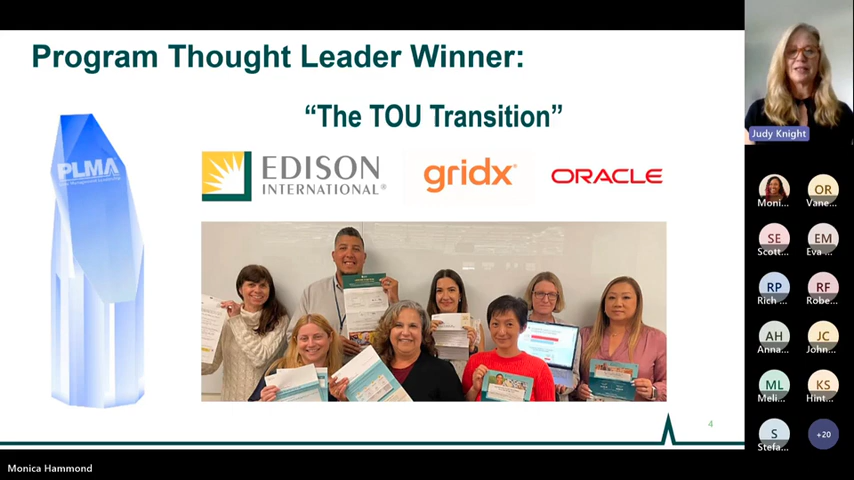 Program Thought Leader Winner:
“The TOU Transition”
PLMA
EDISON
INTERNATIONAL®
gridx®
ORACLE
4
Judy Knight
Moni...
OR
Vane...
SE
Scott...
EM
Eva ...
RP
Rich ...
RF
Robe...
AH
Anna...
JC
John...
ML
Meli...
KS
Hint...
S
Stefa...
+20
Monica Hammond